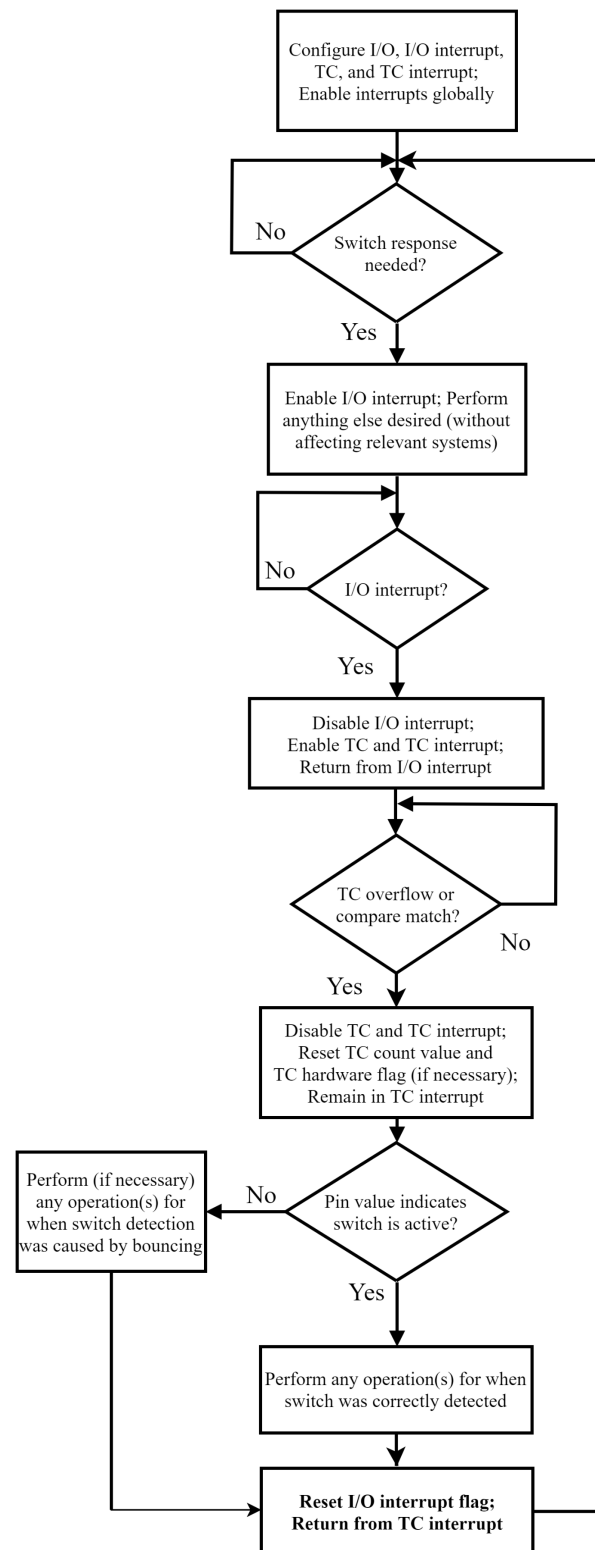 Configure I/O, I/O interrupt,
TC, and TC interrupt;
Enable interrupts globally
No
Switch response
needed?
Yes
Enable I/O interrupt; Perform
anything else desired (without
affecting relevant systems)
No
I/O interrupt?
Yes
Disable I/O interrupt;
Enable TC and TC interrupt;
Return from I/O interrupt
TC overflow or
compare match?
No
Yes
Disable TC and TC interrupt;
Reset TC count value and
TC hardware flag (if necessary);
Remain in TC interrupt
Perform (if necessary)
any operation(s) for
when switch detection
was caused by bouncing
No
Pin value indicates
switch is active?
Yes
Perform any operation(s) for when
switch was correctly detected
Reset I/O interrupt flag;
Return from TC interrupt